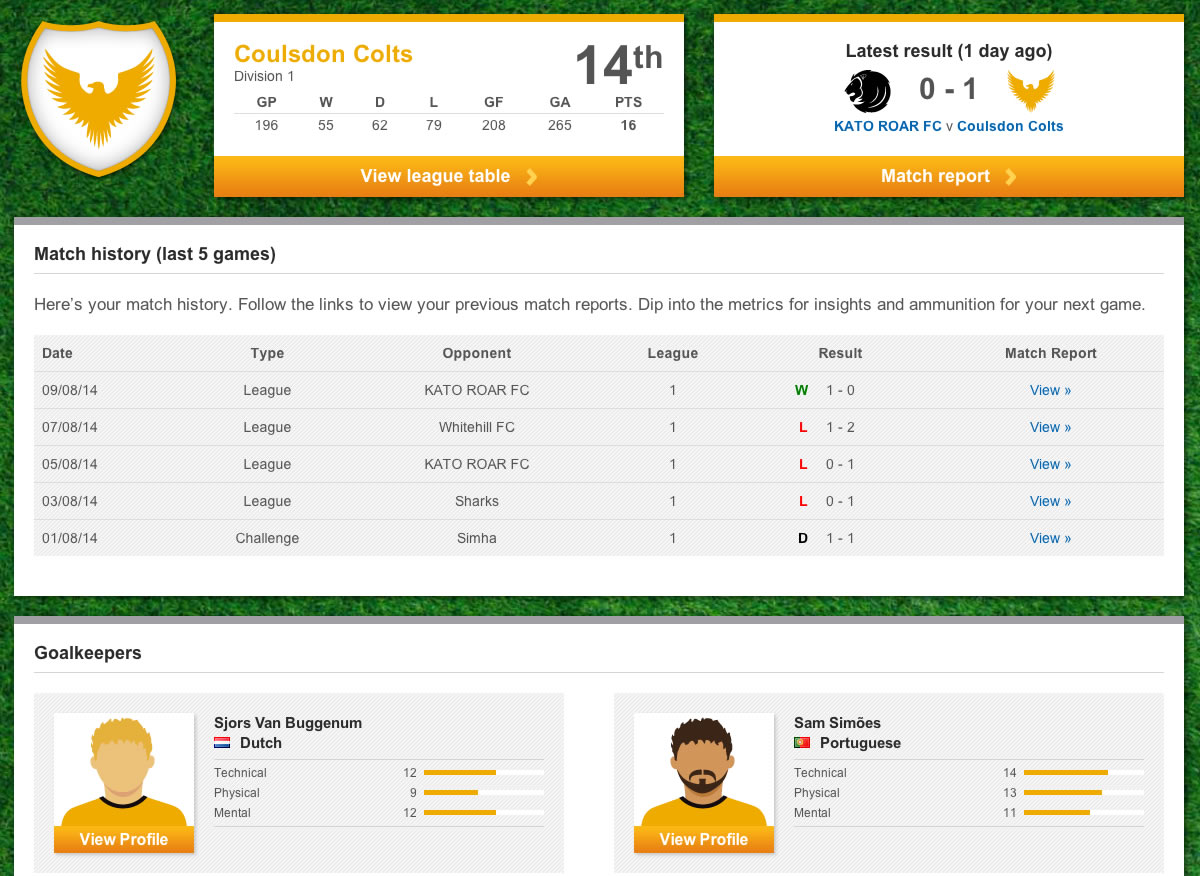 Coulsdon Colts
Division 1
14th
GP W D L GF GA PTS
196 55 62 79 208 265 16
View league table
Latest result (1 day ago)
0 - 1
KATO ROAR FC v Coulsdon Colts
Match report
Match history (last 5 games)
Here’s your match history. Follow the links to view your previous match reports. Dip into the metrics for insights and ammunition for your next game.
Date Type Opponent League Result Match Report
09/08/14 League KATO ROAR FC 1 W 1 - 0 View »
07/08/14 League Whitehill FC 1 L 1 - 2 View »
05/08/14 League KATO ROAR FC 1 L 0 - 1 View »
03/08/14 League Sharks 1 L 0 - 1 View »
01/08/14 Challenge Simha 1 D 1 - 1 View »
Goalkeepers
Sjors Van Buggenum
Dutch
Technical 12
Physical 9
Mental 12
View Profile
Sam Simões
Portuguese
Technical 14
Physical 13
Mental 11
View Profile